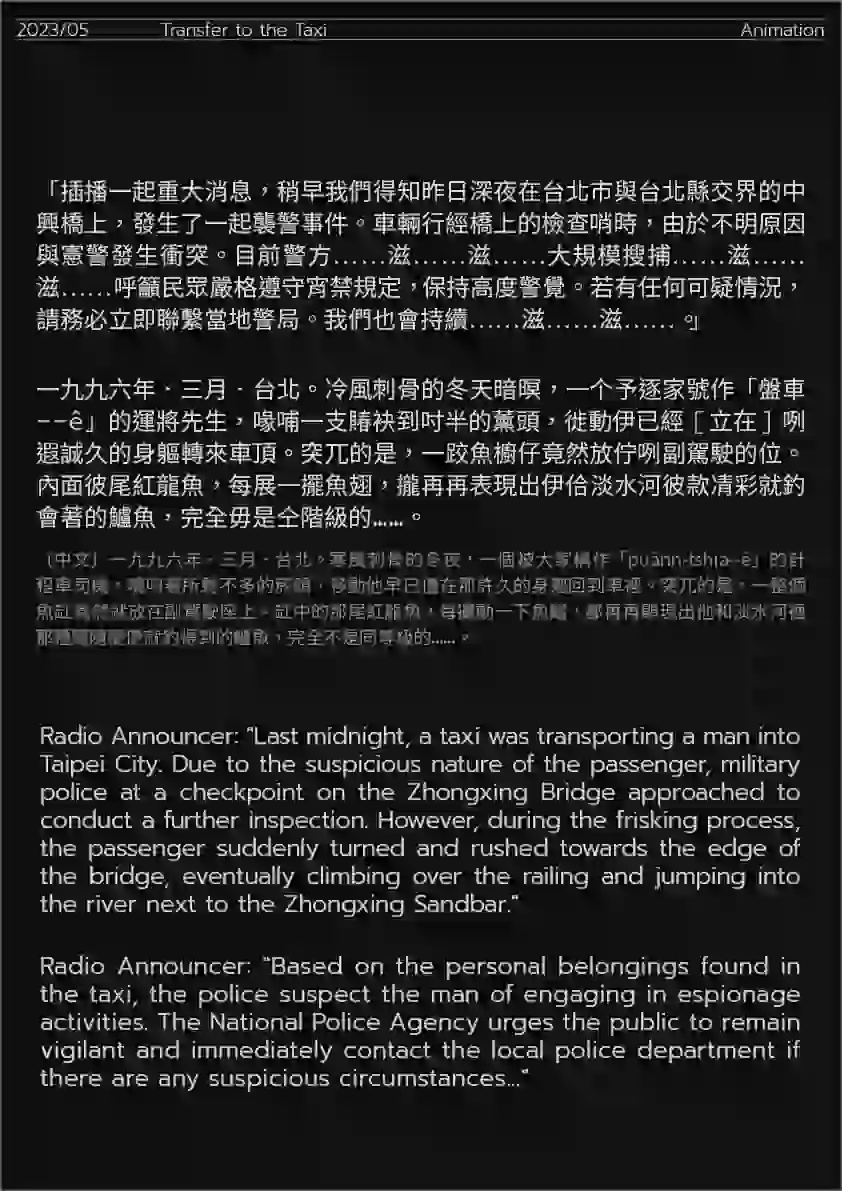 2023/05 Transfer to the Taxi Animation
「插播一起重大消息，稍早我們得知昨日深夜在台北市與台北縣交界的中
興橋上，發生了一起襲警事件。車輛行經橋上的檢查哨時，由於不明原因
與憲警發生衝突。目前警方……滋……滋……大規模搜捕……滋……
滋……呼籲民眾嚴格遵守宵禁規定，保持高度警覺。若有任何可疑情況，
請務必立即聯繫當地警局。我們也會持續……滋……滋……。」
一九九六年．三月．台北。冷風刺骨的冬天暗暝，一个予逐家號作「盤車
--ê」的運將先生，喙哺一支賰袂到吋半的薰頭，徙動伊已經［立在］咧
遐誠久的身軀轉來車頂。突兀的是，一跤魚櫥仔竟然放佇咧副駕駛的位。
內面彼尾紅龍魚，每展一擺魚翅，攏再再表現出伊佮淡水河彼款凊彩就釣
會著的鱸魚，完全毋是仝階級的……。
（中文）一九九六年．三月．台北。寒風刺骨的冬夜，一個被大家稱作「puânn-tshia--ê」的計
程車司機，嘴叼著所剩不多的菸頭，移動他早已佇在那許久的身軀回到車裡。突兀的是，一整個
魚缸竟然就放在副駕駛座上。缸中的那尾紅龍魚，每擺動一下魚鰭，都再再顯現出他和淡水河裡
那種隨便便就釣得到的鱸魚，完全不是同等級的……。
Radio Announcer: “Last midnight, a taxi was transporting a man into
Taipei City. Due to the suspicious nature of the passenger, military
police at a checkpoint on the Zhongxing Bridge approached to
conduct a further inspection. However, during the frisking process,
the passenger suddenly turned and rushed towards the edge of
the bridge, eventually climbing over the railing and jumping into
the river next to the Zhongxing Sandbar.“
Radio Announcer: “Based on the personal belongings found in
the taxi, the police suspect the man of engaging in espionage
activities. The National Police Agency urges the public to remain
vigilant and immediately contact the local police department if
there are any suspicious circumstances...“